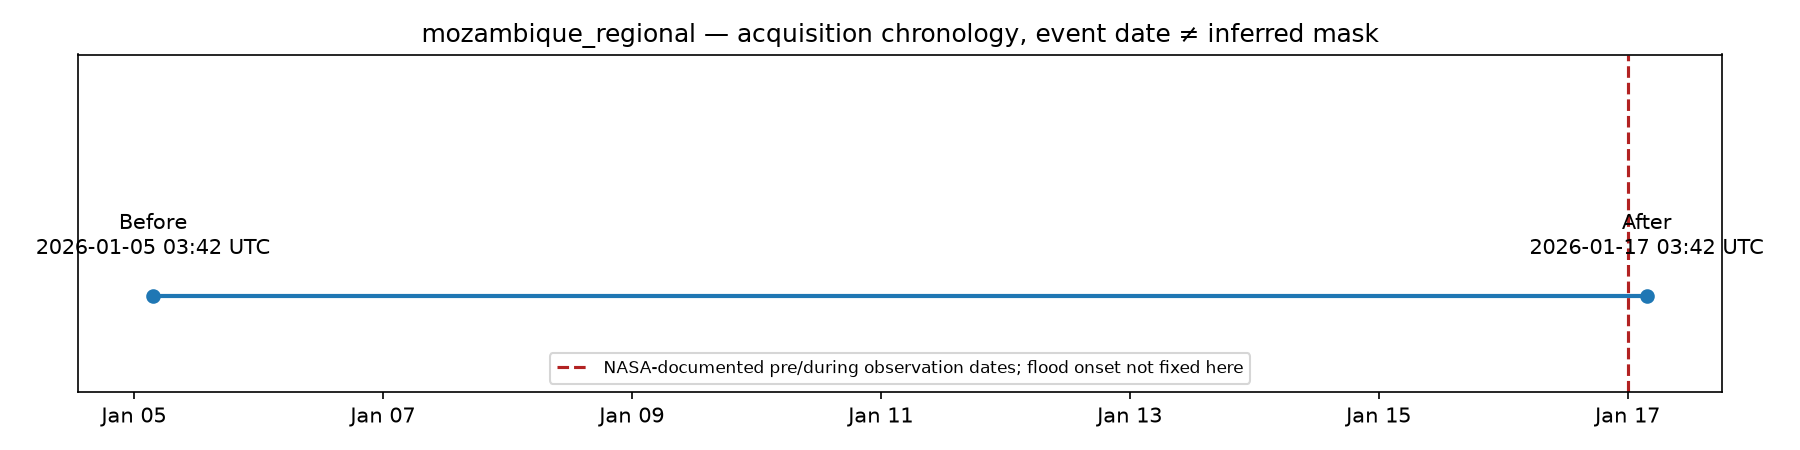 mozambique_regional — acquisition chronology, event date ≠ inferred mask
Before
2026-01-05 03:42 UTC
After
2026-01-17 03:42 UTC
NASA-documented pre/during observation dates; flood onset not fixed here
Jan 05
Jan 07
Jan 09
Jan 11
Jan 13
Jan 15
Jan 17